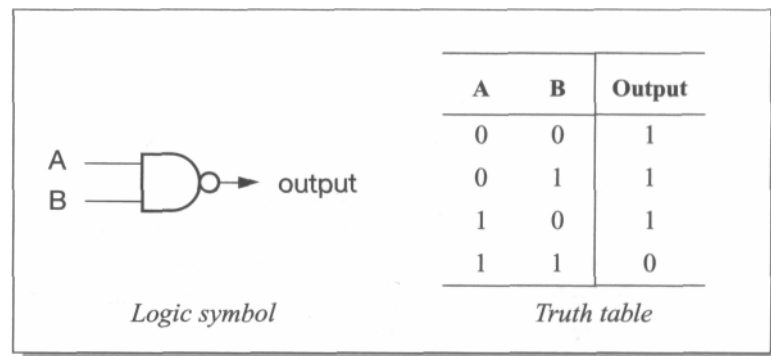 A
B
output
Logic symbol
A B Output
0 0 1
0 1 1
1 0 1
1 1 0
Truth table